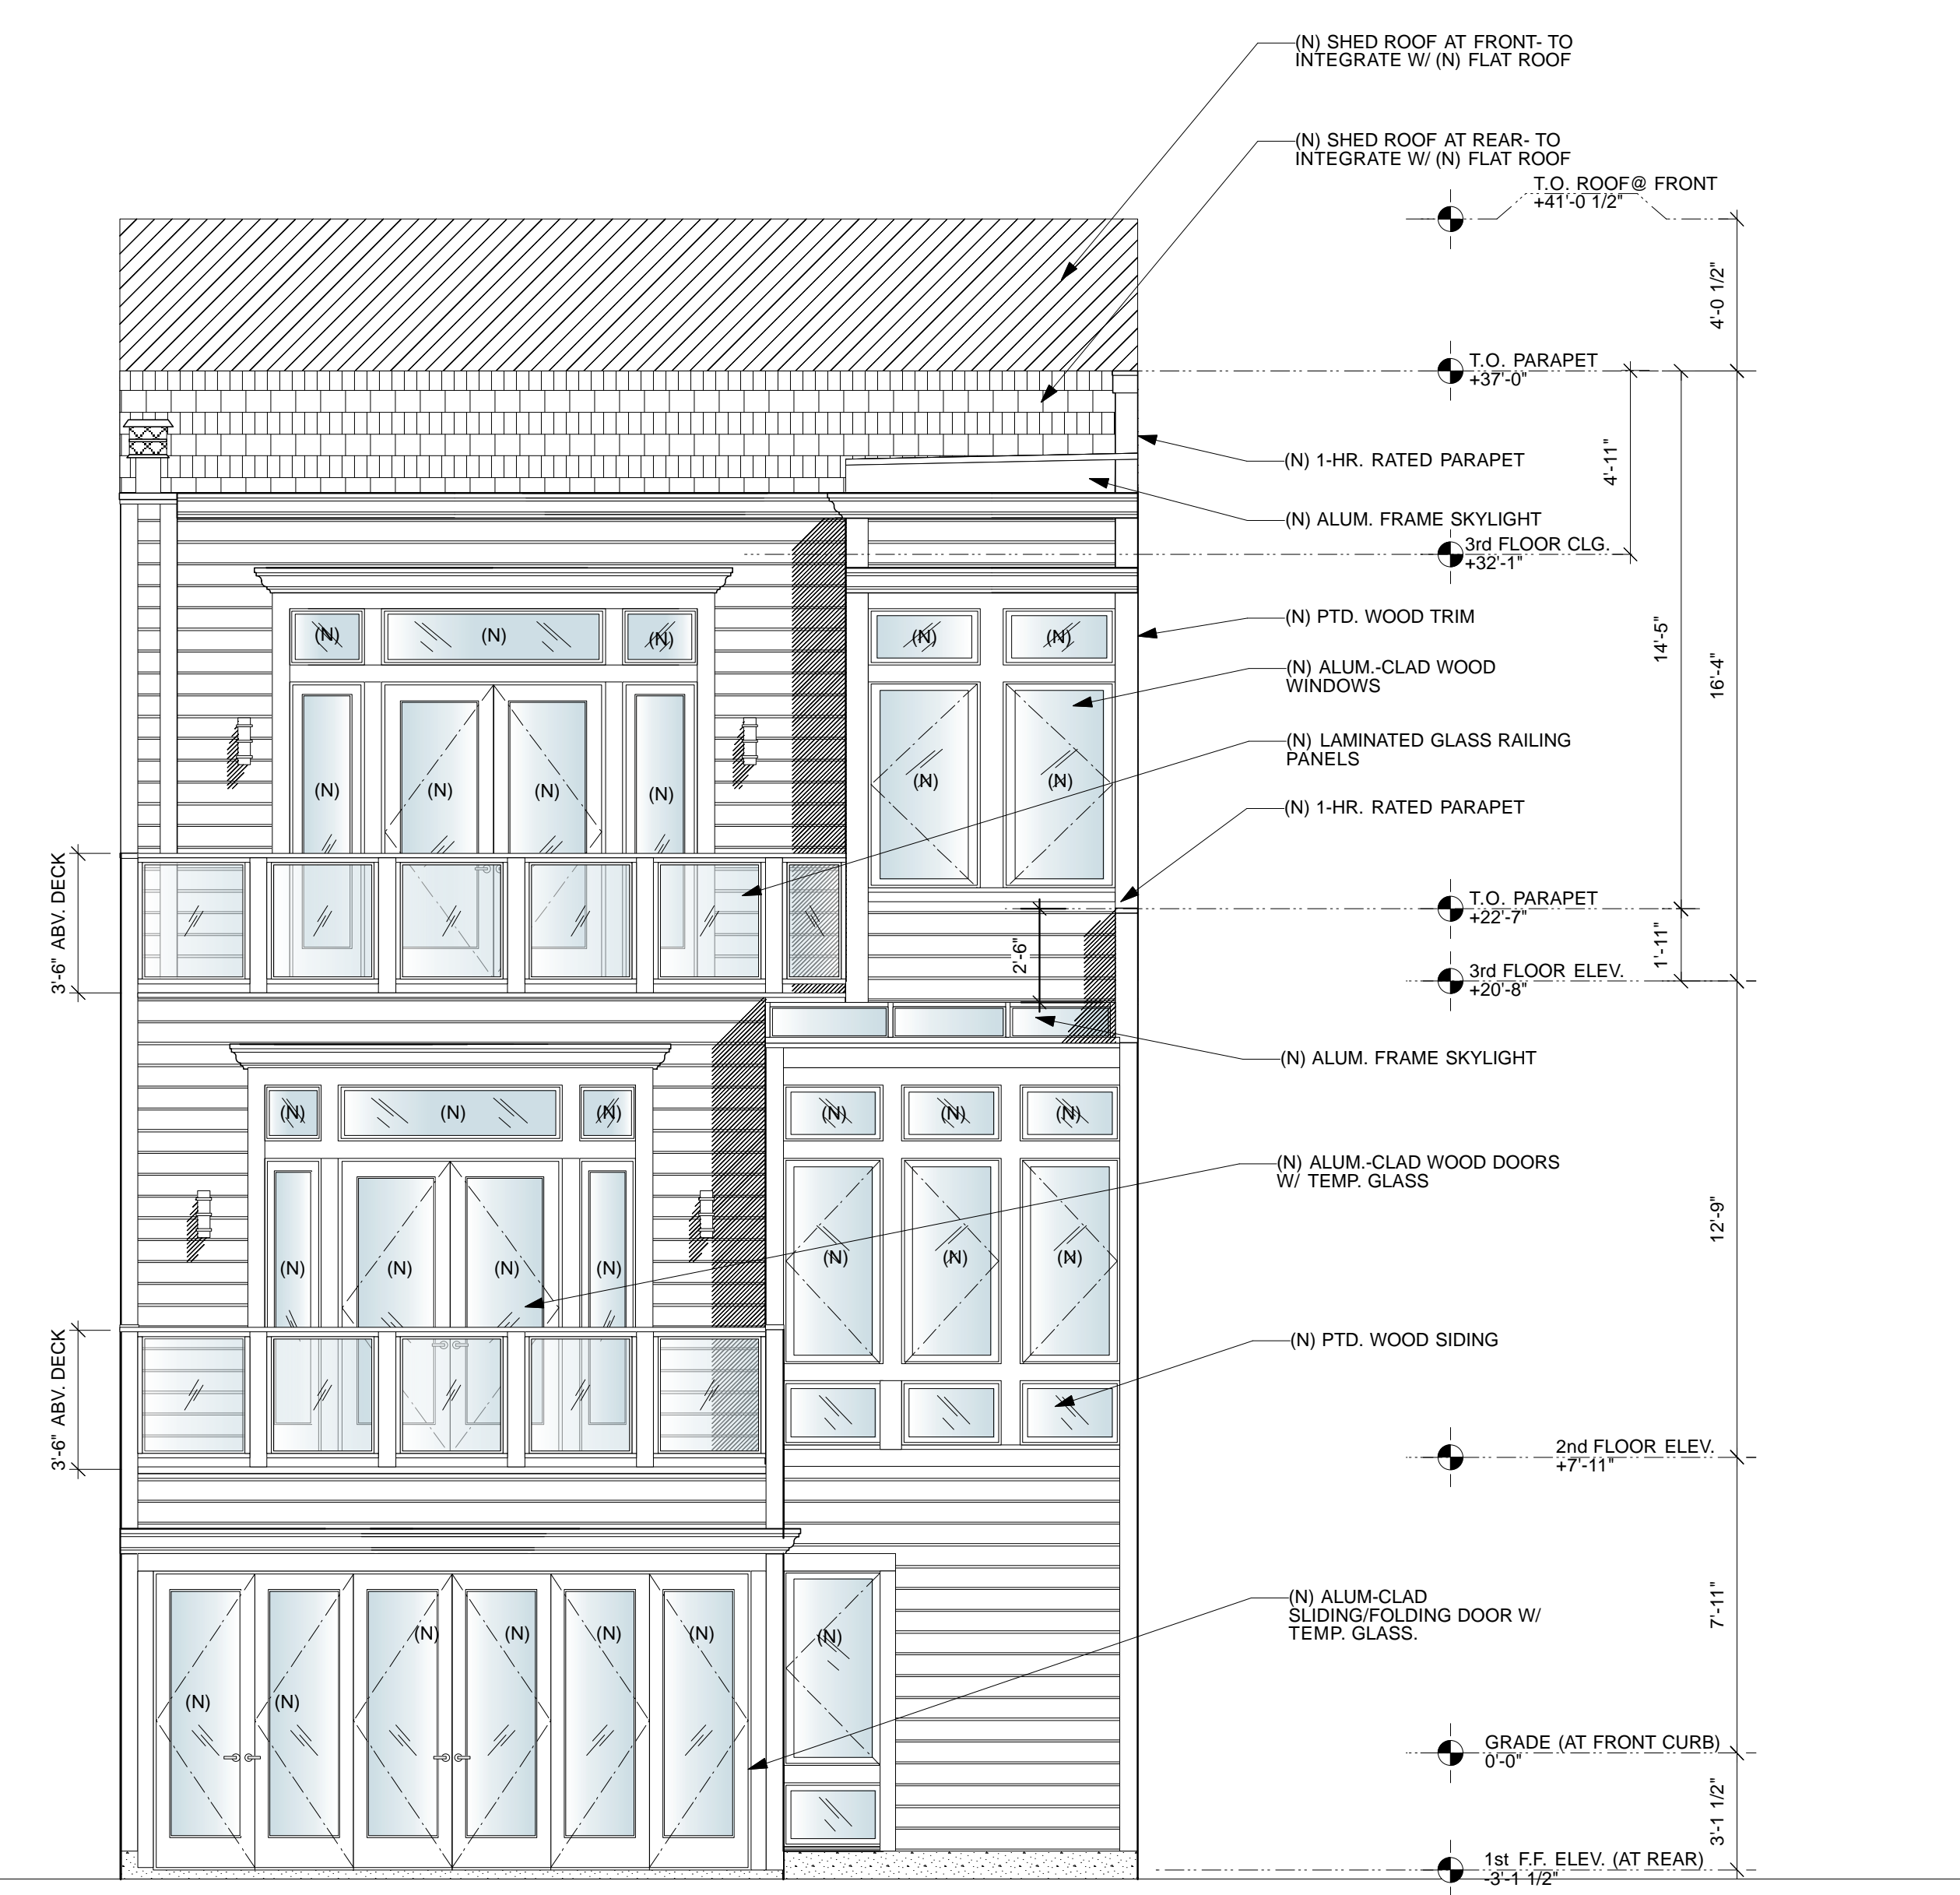 (N) SHED ROOF AT FRONT- TO
INTEGRATE W/ (N) FLAT ROOF
(N) SHED ROOF AT REAR- TO
INTEGRATE W/ (N) FLAT ROOF
T.O. ROOF@ FRONT
+41'-0 1/2"
4'-0 1/2"
T.O. PARAPET
+37'-0"
(N) 1-HR. RATED PARAPET
4'-11"
(N) ALUM. FRAME SKYLIGHT
3rd FLOOR CLG.
+32'-1"
(N) PTD. WOOD TRIM
14'-5"
16'-4"
(N) (N) (N) (N) (N)
(N) ALUM.-CLAD WOOD
WINDOWS
(N) LAMINATED GLASS RAILING
PANELS
(N) (N) (N) (N) (N) (N)
(N) 1-HR. RATED PARAPET
3'-6" ABV. DECK
T.O. PARAPET
+22'-7"
2'-6"
1'-11"
3rd FLOOR ELEV.
+20'-8"
(N) ALUM. FRAME SKYLIGHT
(N) (N) (N) (N) (N) (N)
(N) ALUM.-CLAD WOOD DOORS
W/ TEMP. GLASS
12'-9"
(N) (N) (N) (N) (N) (N) (N)
(N) PTD. WOOD SIDING
3'-6" ABV. DECK
2nd FLOOR ELEV.
+7'-11"
(N) ALUM-CLAD
SLIDING/FOLDING DOOR W/
TEMP. GLASS.
7'-11"
(N) (N) (N) (N) (N)
(N) (N)
GRADE (AT FRONT CURB)
0'-0"
3'-1 1/2"
1st F.F. ELEV. (AT REAR)
-3'-1 1/2"